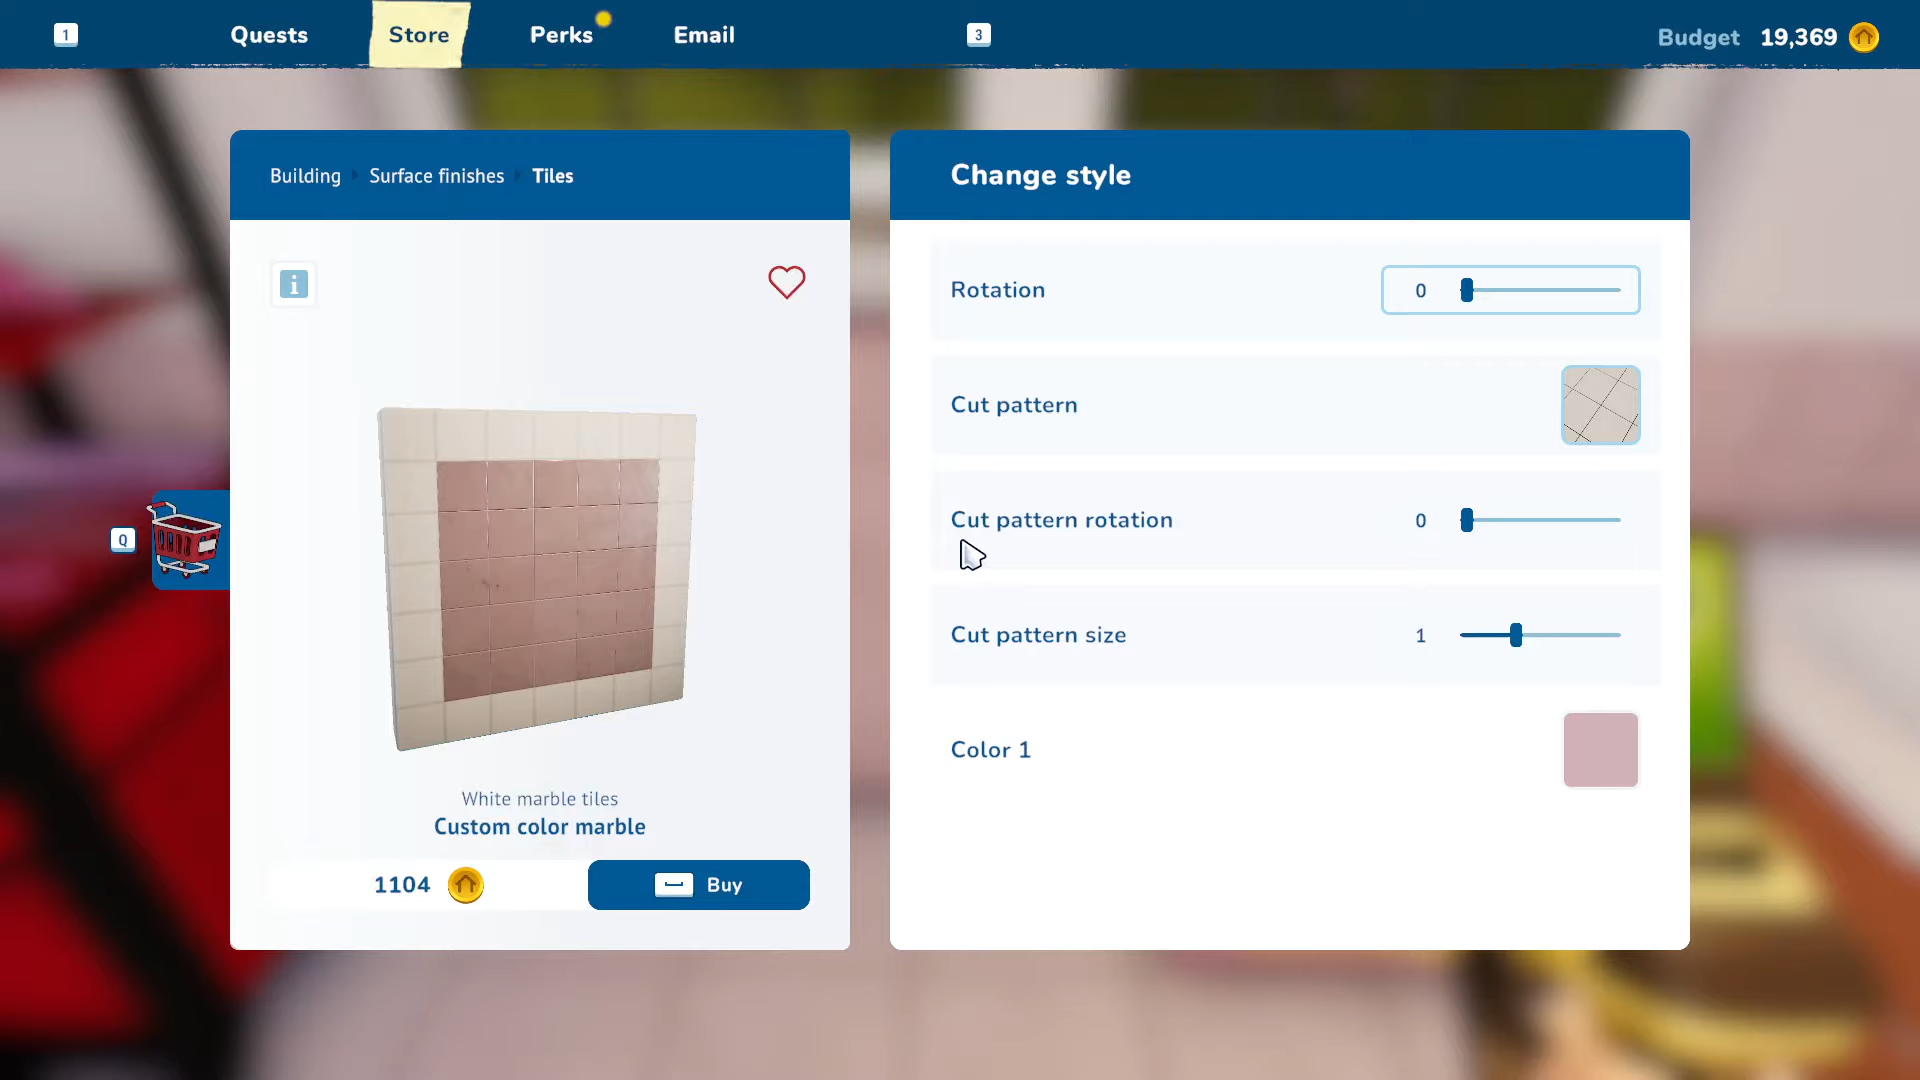 1
Quests
Store
Perks
Email
3
Budget 19,369
Building
Surface finishes
Tiles
i
Q
White marble tiles
Custom color marble
1104
Buy
Change style
Rotation
0
Cut pattern
Cut pattern rotation
0
Cut pattern size
1
Color 1